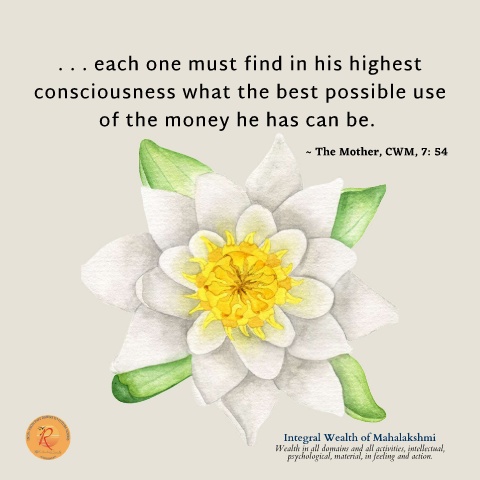 . . . each one must find in his highest
consciousness what the best possible use
of the money he has can be.
~ The Mother, CWM, 7: 54
R
Integral Wealth of Mahalakshmi
Wealth in all domains and all activities, intellectual,
psychological, material, in feeling and action.